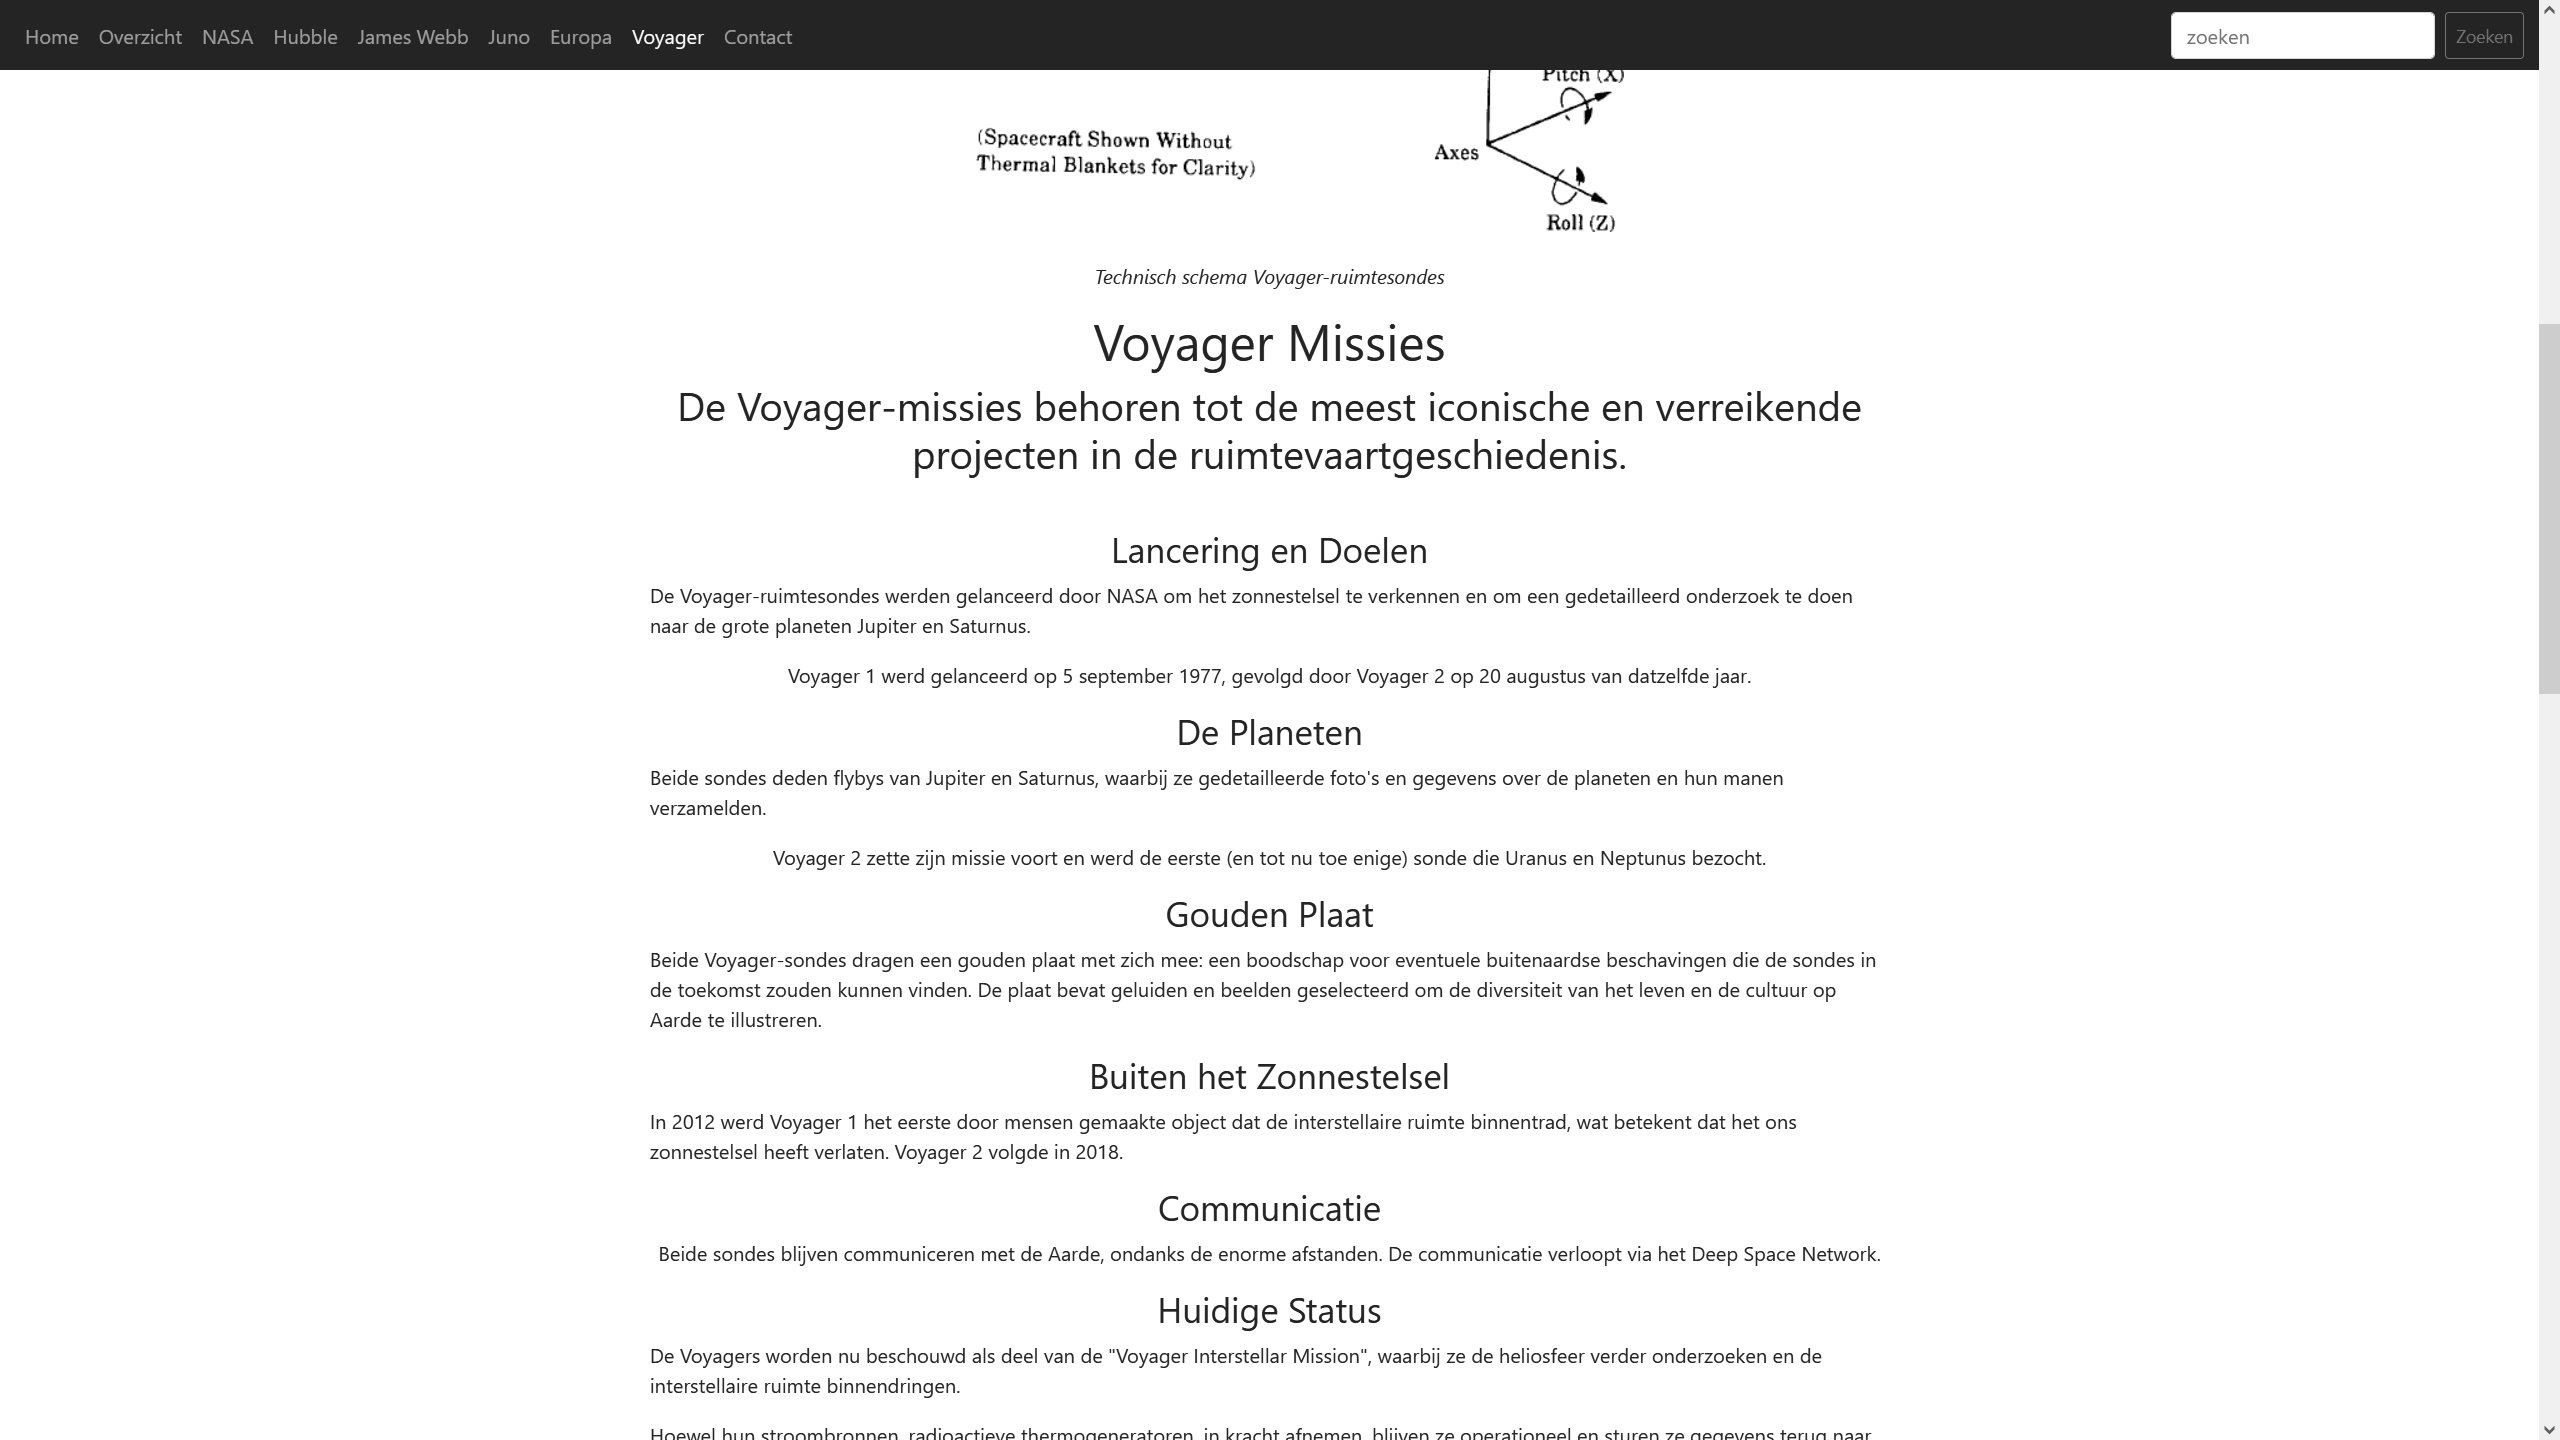 Home Overzicht NASA Hubble James Webb Juno Europa Voyager Contact zoeken Zoeken
Pitch (X)
(Spacecraft Shown Without
Thermal Blankets for Clarity)
Axes
Roll (Z)
Technisch schema Voyager-ruimtesondes
Voyager Missies
De Voyager-missies behoren tot de meest iconische en verreikende
projecten in de ruimtevaartgeschiedenis.
Lancering en Doelen
De Voyager-ruimtesondes werden gelanceerd door NASA om het zonnestelsel te verkennen en om een gedetailleerd onderzoek te doen
naar de grote planeten Jupiter en Saturnus.
Voyager 1 werd gelanceerd op 5 september 1977, gevolgd door Voyager 2 op 20 augustus van datzelfde jaar.
De Planeten
Beide sondes deden flybys van Jupiter en Saturnus, waarbij ze gedetailleerde foto's en gegevens over de planeten en hun manen
verzamelden.
Voyager 2 zette zijn missie voort en werd de eerste (en tot nu toe enige) sonde die Uranus en Neptunus bezocht.
Gouden Plaat
Beide Voyager-sondes dragen een gouden plaat met zich mee: een boodschap voor eventuele buitenaardse beschavingen die de sondes in
de toekomst zouden kunnen vinden. De plaat bevat geluiden en beelden geselecteerd om de diversiteit van het leven en de cultuur op
Aarde te illustreren.
Buiten het Zonnestelsel
In 2012 werd Voyager 1 het eerste door mensen gemaakte object dat de interstellaire ruimte binnentrad, wat betekent dat het ons
zonnestelsel heeft verlaten. Voyager 2 volgde in 2018.
Communicatie
Beide sondes blijven communiceren met de Aarde, ondanks de enorme afstanden. De communicatie verloopt via het Deep Space Network.
Huidige Status
De Voyagers worden nu beschouwd als deel van de "Voyager Interstellar Mission", waarbij ze de heliosfeer verder onderzoeken en de
interstellaire ruimte binnendringen.
Hoewel hun stroombronnen, radioactieve thermogeneratoren, in kracht afnemen, blijven ze operationeel en sturen ze gegevens terug naar